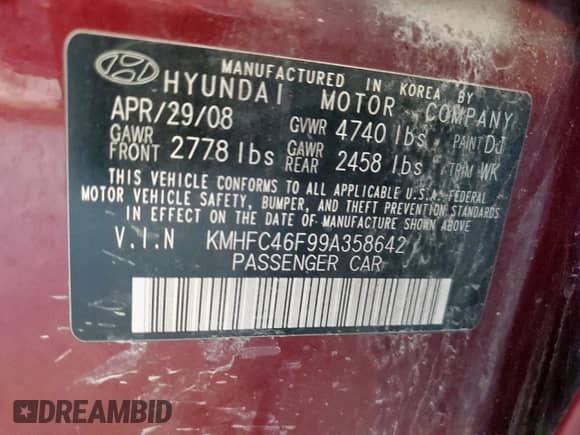 MANUFACTURED IN KOREA BY
HYUNDAI MOTOR COMPANY
APR/29/08 GVWR 4740 lbs PAINT DJ
GAWR FRONT 2778 lbs GAWR REAR 2458 lbs TRIM WK
THIS VEHICLE CONFORMS TO ALL APPLICABLE U.S.A. FEDERAL
MOTOR VEHICLE SAFETY, BUMPER, AND THEFT PREVENTION STANDARDS
IN EFFECT ON THE DATE OF MANUFACTURE SHOWN ABOVE
V.I.N KMHFC46F99A358642
PASSENGER CAR
DREAMBID